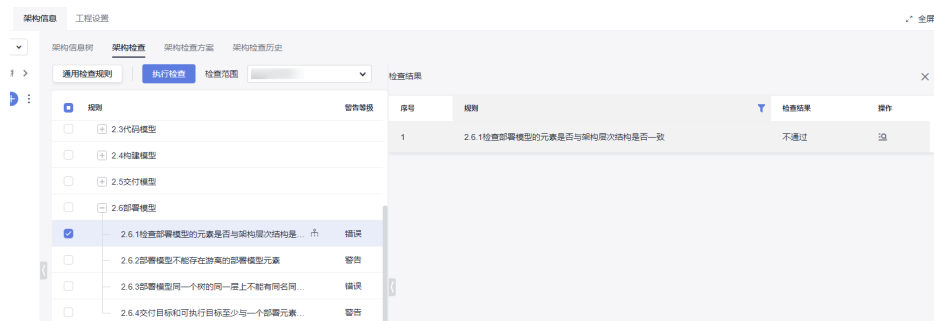 架构信息 工程设置
全屏
架构信息树 架构检查 架构检查方案 架构检查历史
通用检查规则 执行检查 检查范围
检查结果
规则 警告等级
序号 规则 检查结果 操作
2.3代码模型
1 2.6.1检查部署模型的元素是否与架构层次结构是否一致 不通过
2.4构建模型
2.5交付模型
2.6部署模型
2.6.1检查部署模型的元素是否与架构层次结构是... 错误
2.6.2部署模型不能存在游离的部署模型元素 警告
2.6.3部署模型同一个树的同一层上不能有同名同... 错误
2.6.4交付目标和可执行目标至少与一个部署元素... 警告